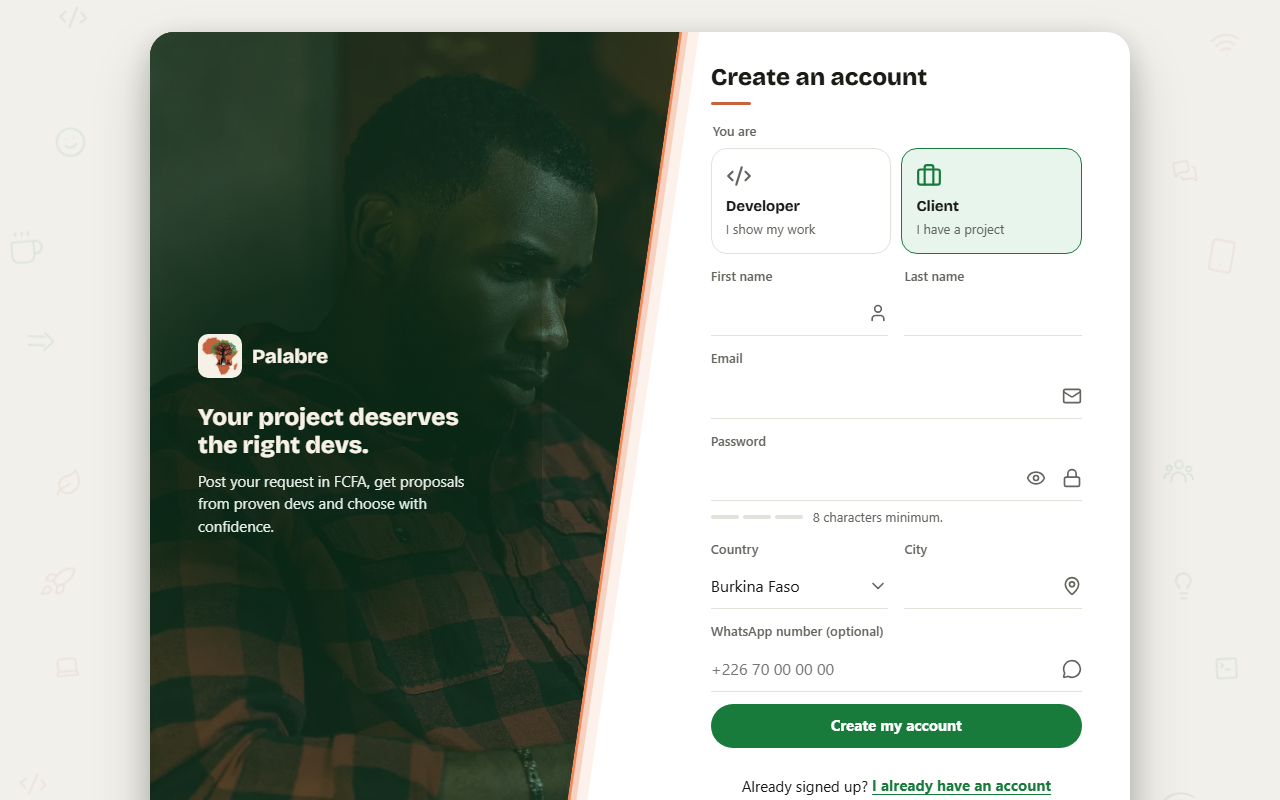 Palabre
Your project deserves
the right devs.
Post your request in FCFA, get proposals
from proven devs and choose with
confidence.
Create an account
You are
Developer
I show my work
Client
I have a project
First name
Last name
Email
Password
8 characters minimum.
Country
City
Burkina Faso
WhatsApp number (optional)
+226 70 00 00 00
Create my account
Already signed up? I already have an account